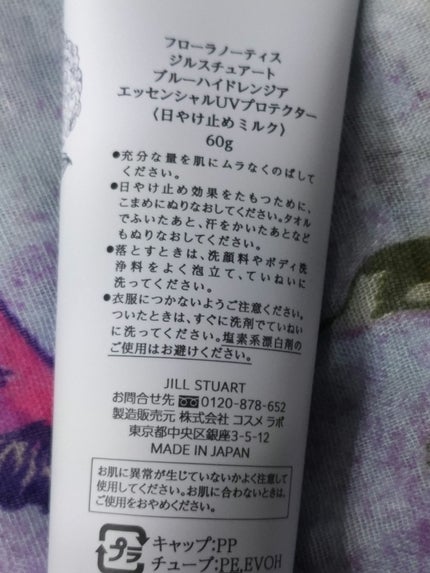 フローラノーティス
ジルスチュアート
ブルーハイドレンジア
エッセンシャルUVプロテクター
〈日やけ止めミルク〉
60g
●充分な量を肌にムラなくのばして
ください。
●日やけ止め効果をたもつために、
こまめにぬりなおしてください。タオル
でふいたあと、汗をかいたあとなど
もぬりなおしてください。
●落とすときは、洗顔料やボディ洗
浄料をよく泡立て、ていねいに
洗ってください。
●衣服につかないようご注意ください。
ついたときは、すぐに洗剤でていねい
に洗ってください。塩素系漂白剤の
ご使用はお避けください。
JILL STUART
お問合せ先 0120-878-652
製造販売元 株式会社 コスメ ラボ
東京都中央区銀座3-5-12
MADE IN JAPAN
お肌に異常が生じていないかよく注意して
使用してください。お肌に合わないときは、
ご使用をおやめください。
プラ
キャップ:PP
チューブ:PE,EVOH